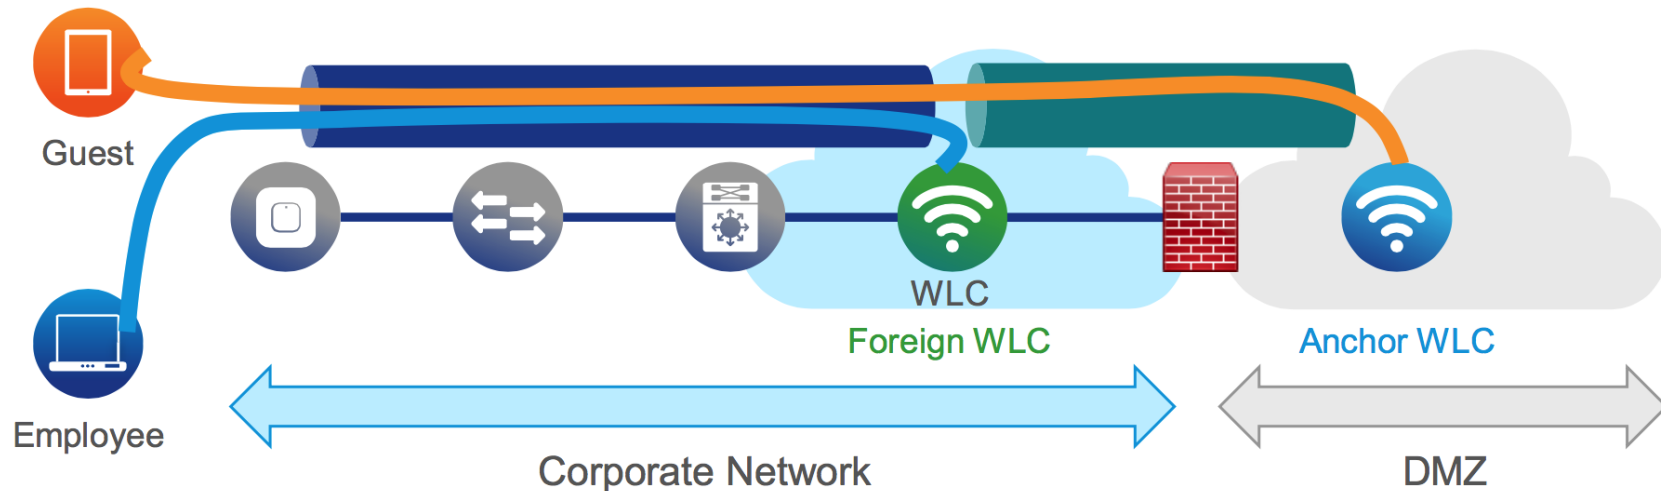 Guest
WLC
Foreign WLC
Anchor WLC
Employee
Corporate Network
DMZ